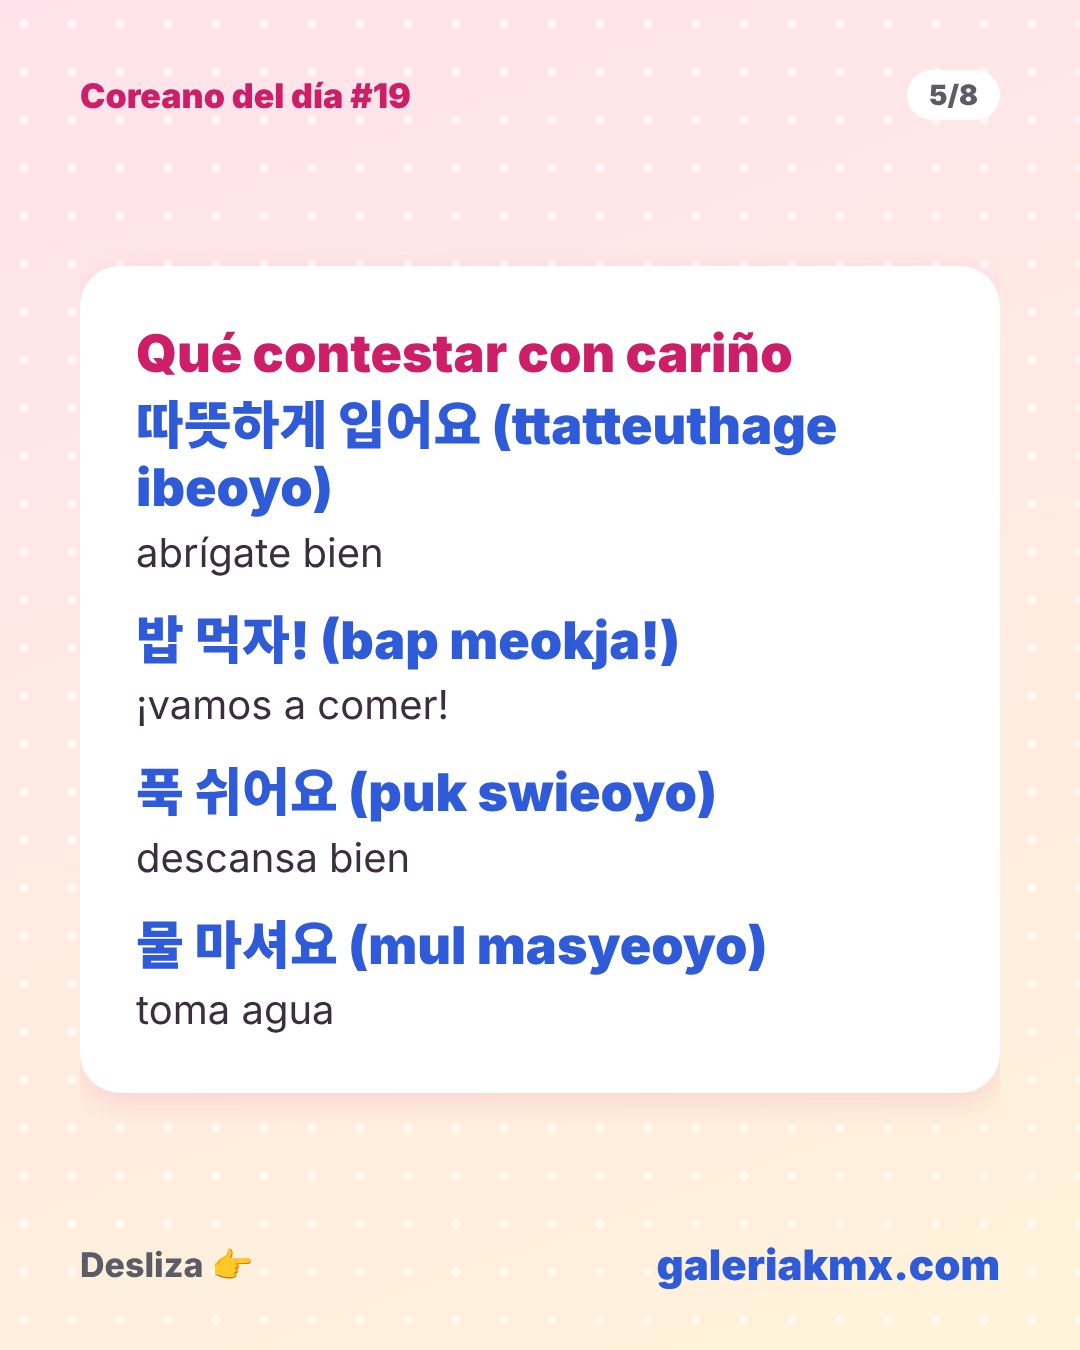 Coreano del día #19
5/8
Qué contestar con cariño
따뜻하게 입어요 (ttatteuthage
ibeoyo)
abrígate bien
밥 먹자! (bap meokja!)
¡vamos a comer!
푹 쉬어요 (puk swieoyo)
descansa bien
물 마셔요 (mul masyeoyo)
toma agua
Desliza 👉
galeriakmx.com